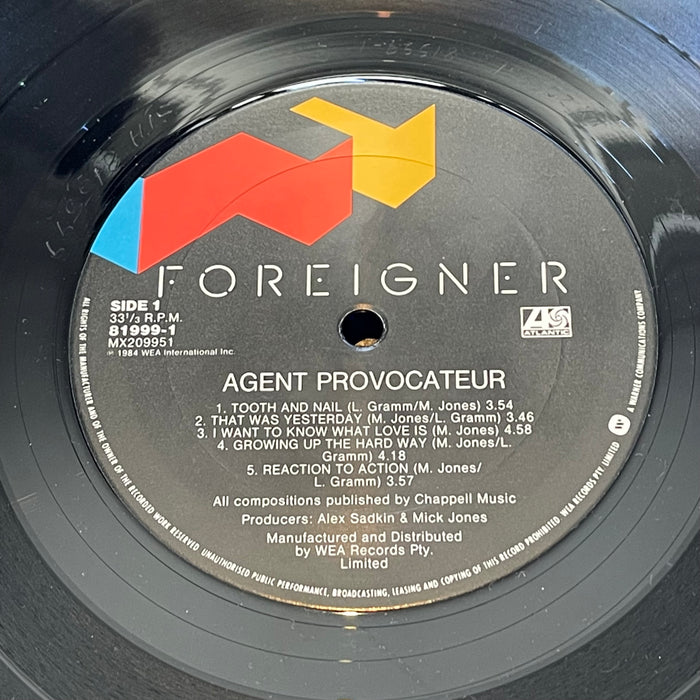 FOREIGNER
SIDE 1
33⅓ R.P.M.
81999-1
MX209951
℗ 1984 WEA International Inc.
ATLANTIC
AGENT PROVOCATEUR
1. TOOTH AND NAIL (L. Gramm/M. Jones) 3.54
2. THAT WAS YESTERDAY (M. Jones/L. Gramm) 3.46
3. I WANT TO KNOW WHAT LOVE IS (M. Jones) 4.58
4. GROWING UP THE HARD WAY (M. Jones/L.
Gramm) 4.18
5. REACTION TO ACTION (M. Jones/
L. Gramm) 3.57
All compositions published by Chappell Music
Producers: Alex Sadkin & Mick Jones
Manufactured and Distributed
by WEA Records Pty.
Limited
ALL RIGHTS OF THE MANUFACTURER AND OF THE OWNER OF THE RECORDED WORK RESERVED UNAUTHORISED PUBLIC PERFORMANCE, BROADCASTING, LEASING AND COPYING OF THIS RECORD PROHIBITED. WEA RECORDS PTY. LIMITED W A WARNER COMMUNICATIONS COMPANY